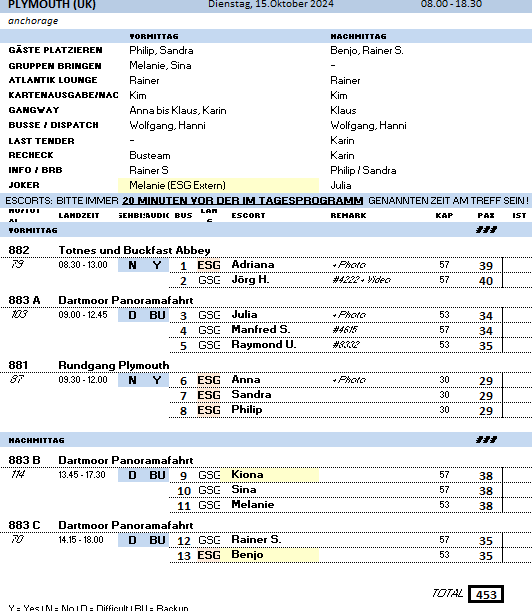 PLYMOUTH (UK) Dienstag, 15.Oktober 2024 08.00 - 18.30
anchorage
VORMITTAG NACHMITTAG
GÄSTE PLATZIEREN Philip, Sandra Benjo, Rainer S.
GRUPPEN BRINGEN Melanie, Sina -
ATLANTIK LOUNGE Rainer Rainer
KARTENAUSGABE/NAC Kim Kim
GANGWAY Anna bis Klaus, Karin Klaus
BUSSE / DISPATCH Wolfgang, Hanni Wolfgang, Hanni
LAST TENDER - Karin
RECHECK Busteam Karin
INFO / BRB Rainer S Philip / Sandra
JOKER Melanie (ESG Extern) Julia
ESCORTS: BITTE IMMER 20 MINUTEN VOR DER IM TAGESPROGRAMM GENANNTEN ZEIT AM TREFF SEIN!
LANDZEIT BUS ESCORT REMARK KAP PAX IST
VORMITTAG ###
882 Totnes und Buckfast Abbey
79 08.30 - 13.00 N Y 1 ESG Adriana + Photo 57 39
2 GSG Jörg H. #4222 + Video 57 40
883 A Dartmoor Panoramafahrt
103 09.00 - 12.45 D BU 3 GSG Julia + Photo 53 34
4 GSG Manfred S. #4615 57 34
5 GSG Raymond U. #8332 53 35
881 Rundgang Plymouth
87 09.30 - 12.00 N Y 6 ESG Anna + Photo 30 29
7 ESG Sandra 30 29
8 ESG Philip 30 29
NACHMITTAG ###
883 B Dartmoor Panoramafahrt
114 13.45 - 17.30 D BU 9 GSG Kiona 57 38
10 GSG Sina 57 38
11 GSG Melanie 53 38
883 C Dartmoor Panoramafahrt
70 14.15 - 18.00 D BU 12 GSG Rainer S. 57 35
13 ESG Benjo 53 35
TOTAL 453
Y = Yes | N = No | D = Difficult | BU = Backup